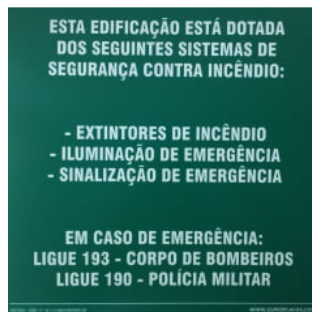 ESTA EDIFICAÇÃO ESTÁ DOTADA
DOS SEGUINTES SISTEMAS DE
SEGURANÇA CONTRA INCÊNDIO:
- EXTINTORES DE INCÊNDIO
- ILUMINAÇÃO DE EMERGÊNCIA
- SINALIZAÇÃO DE EMERGÊNCIA
EM CASO DE EMERGÊNCIA:
LIGUE 193 - CORPO DE BOMBEIROS
LIGUE 190 - POLÍCIA MILITAR